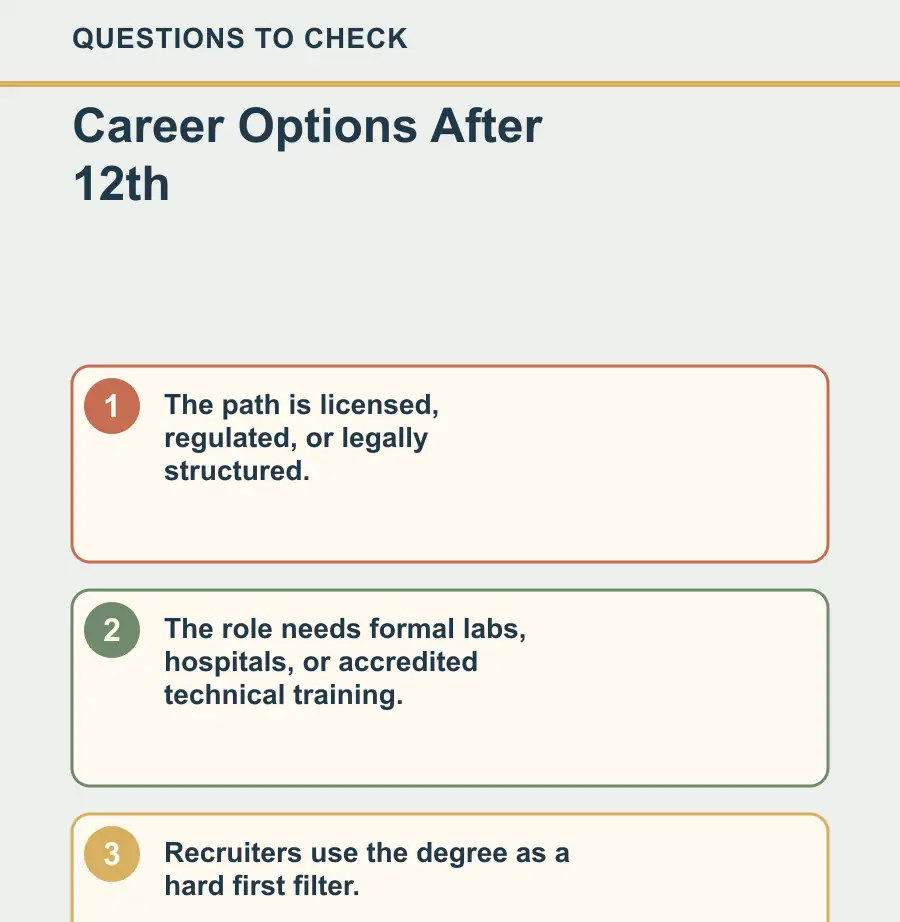 QUESTIONS TO CHECK
Career Options After
12th
1
The path is licensed,
regulated, or legally
structured.
2
The role needs formal labs,
hospitals, or accredited
technical training.
3
Recruiters use the degree as a
hard first filter.